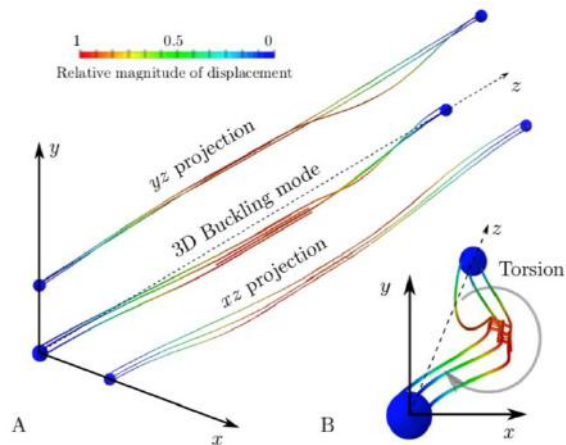 1 0.5 0
Relative magnitude of displacement
y
yz projection
z
3D Buckling mode
xz projection
z
Torsion
y
A
x
B
x